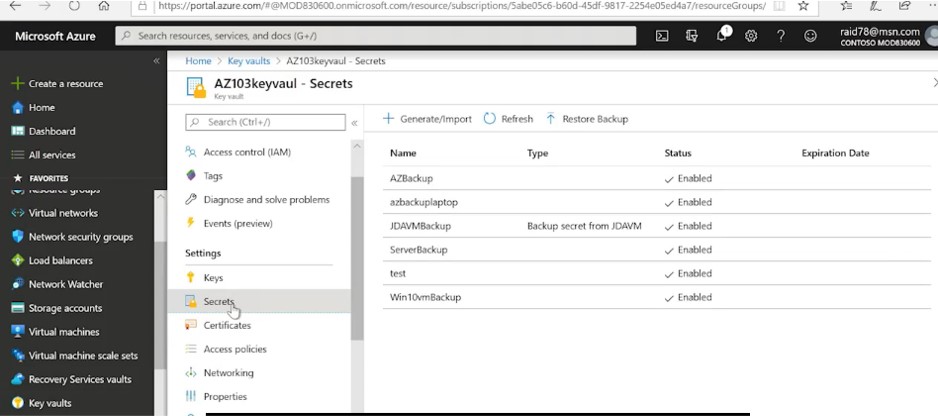 https://portal.azure.com/#@MOD830600.onmicrosoft.com/resource/subscriptions/5abe05c6-b60d-45df-9817-2254e05ed4a7/resourceGroups/
Microsoft Azure
Search resources, services, and docs (G+/)
1
raid78@msn.com
CONTOSO MOD830600
Create a resource
Home
Dashboard
All services
FAVORITES
Resource groups
Virtual networks
Network security groups
Load balancers
Network Watcher
Storage accounts
Virtual machines
Virtual machine scale sets
Recovery Services vaults
Key vaults
Home > Key vaults > AZ103keyvaul - Secrets
AZ103keyvaul - Secrets
Key vault
Search (Ctrl+/)
Access control (IAM)
Tags
Diagnose and solve problems
Events (preview)
Settings
Keys
Secrets
Certificates
Access policies
Networking
Properties
Generate/Import Refresh Restore Backup
Name Type Status Expiration Date
AZBackup Enabled
azbackuplaptop Enabled
JDAVMBackup Backup secret from JDAVM Enabled
ServerBackup Enabled
test Enabled
Win10vmBackup Enabled